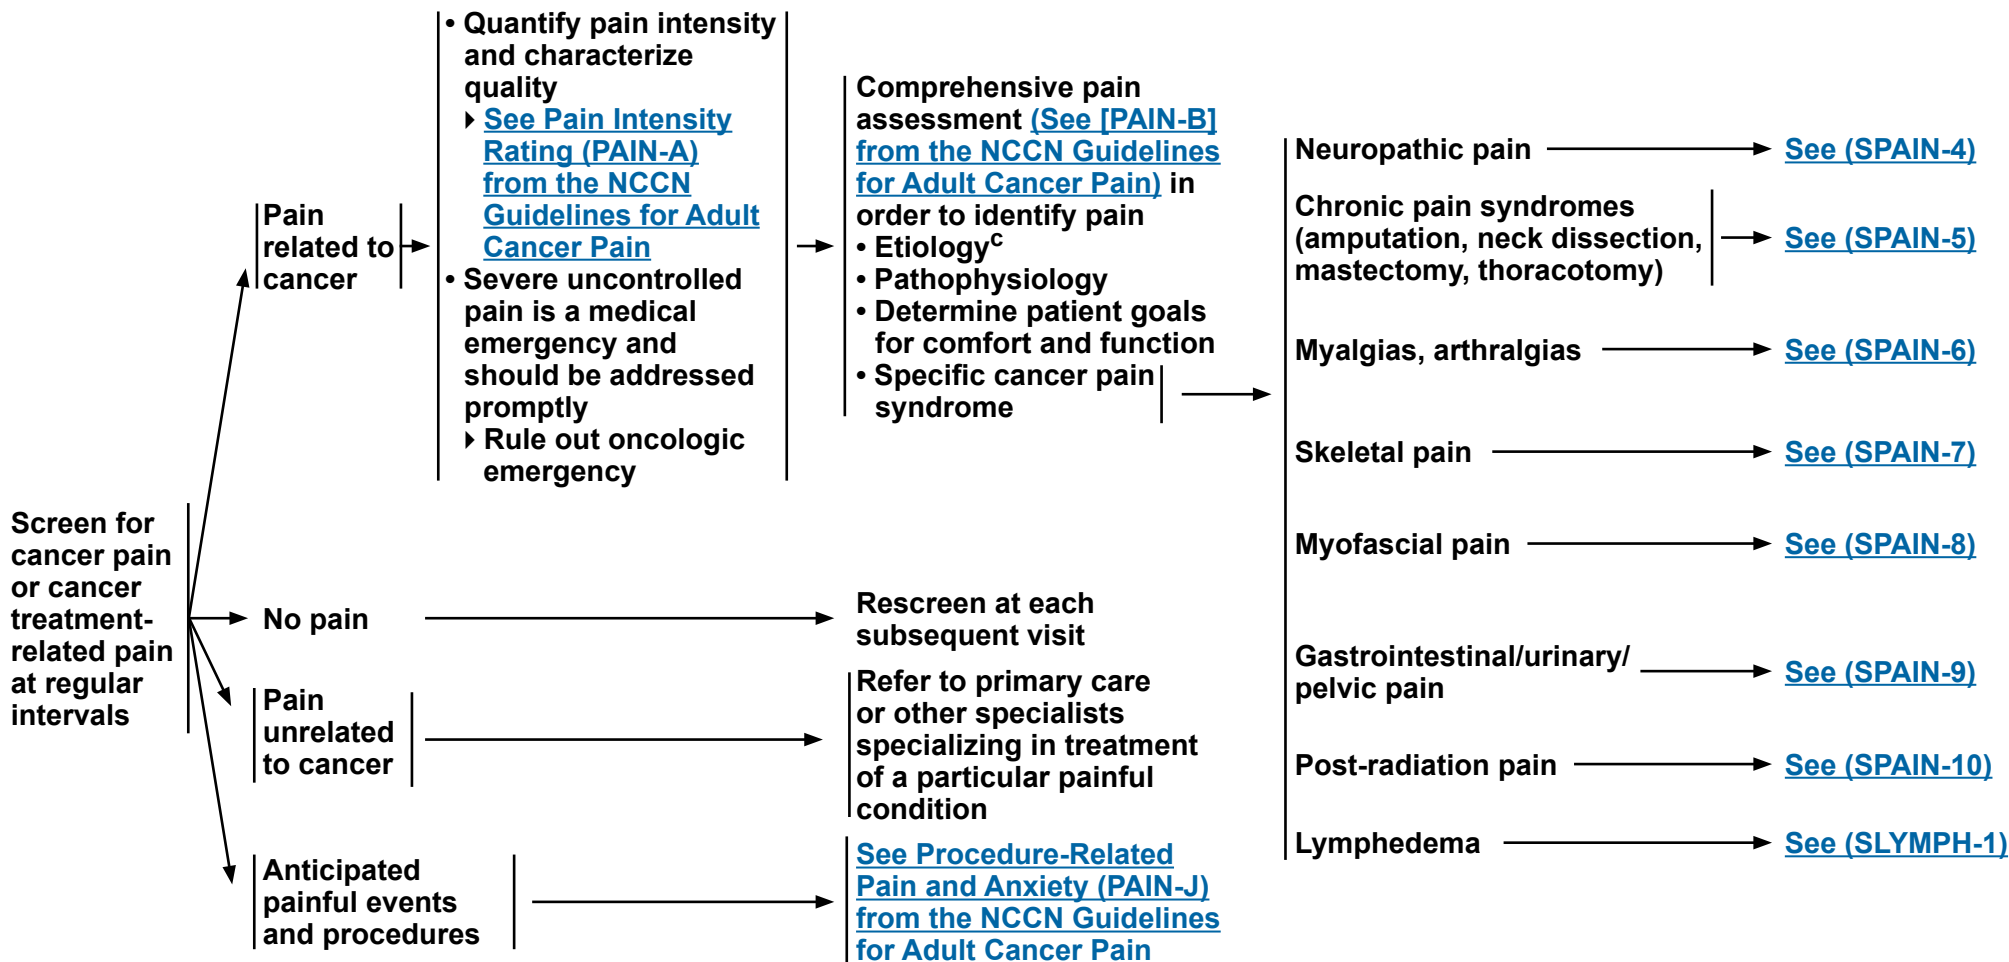 Screen for
cancer pain
or cancer
treatment-
related pain
at regular
intervals
Pain
related to
cancer
• Quantify pain intensity
and characterize
quality
▸ See Pain Intensity
Rating (PAIN-A)
from the NCCN
Guidelines for Adult
Cancer Pain
• Severe uncontrolled
pain is a medical
emergency and
should be addressed
promptly
▸ Rule out oncologic
emergency
Comprehensive pain
assessment (See [PAIN-B]
from the NCCN Guidelines
for Adult Cancer Pain) in
order to identify pain
• Etiologyᶜ
• Pathophysiology
• Determine patient goals
for comfort and function
• Specific cancer pain
syndrome
Neuropathic pain
See (SPAIN-4)
Chronic pain syndromes
(amputation, neck dissection,
mastectomy, thoracotomy)
See (SPAIN-5)
Myalgias, arthralgias
See (SPAIN-6)
Skeletal pain
See (SPAIN-7)
Myofascial pain
See (SPAIN-8)
Gastrointestinal/urinary/
pelvic pain
See (SPAIN-9)
Post-radiation pain
See (SPAIN-10)
Lymphedema
See (SLYMPH-1)
No pain
Rescreen at each
subsequent visit
Pain
unrelated
to cancer
Refer to primary care
or other specialists
specializing in treatment
of a particular painful
condition
Anticipated
painful events
and procedures
See Procedure-Related
Pain and Anxiety (PAIN-J)
from the NCCN Guidelines
for Adult Cancer Pain